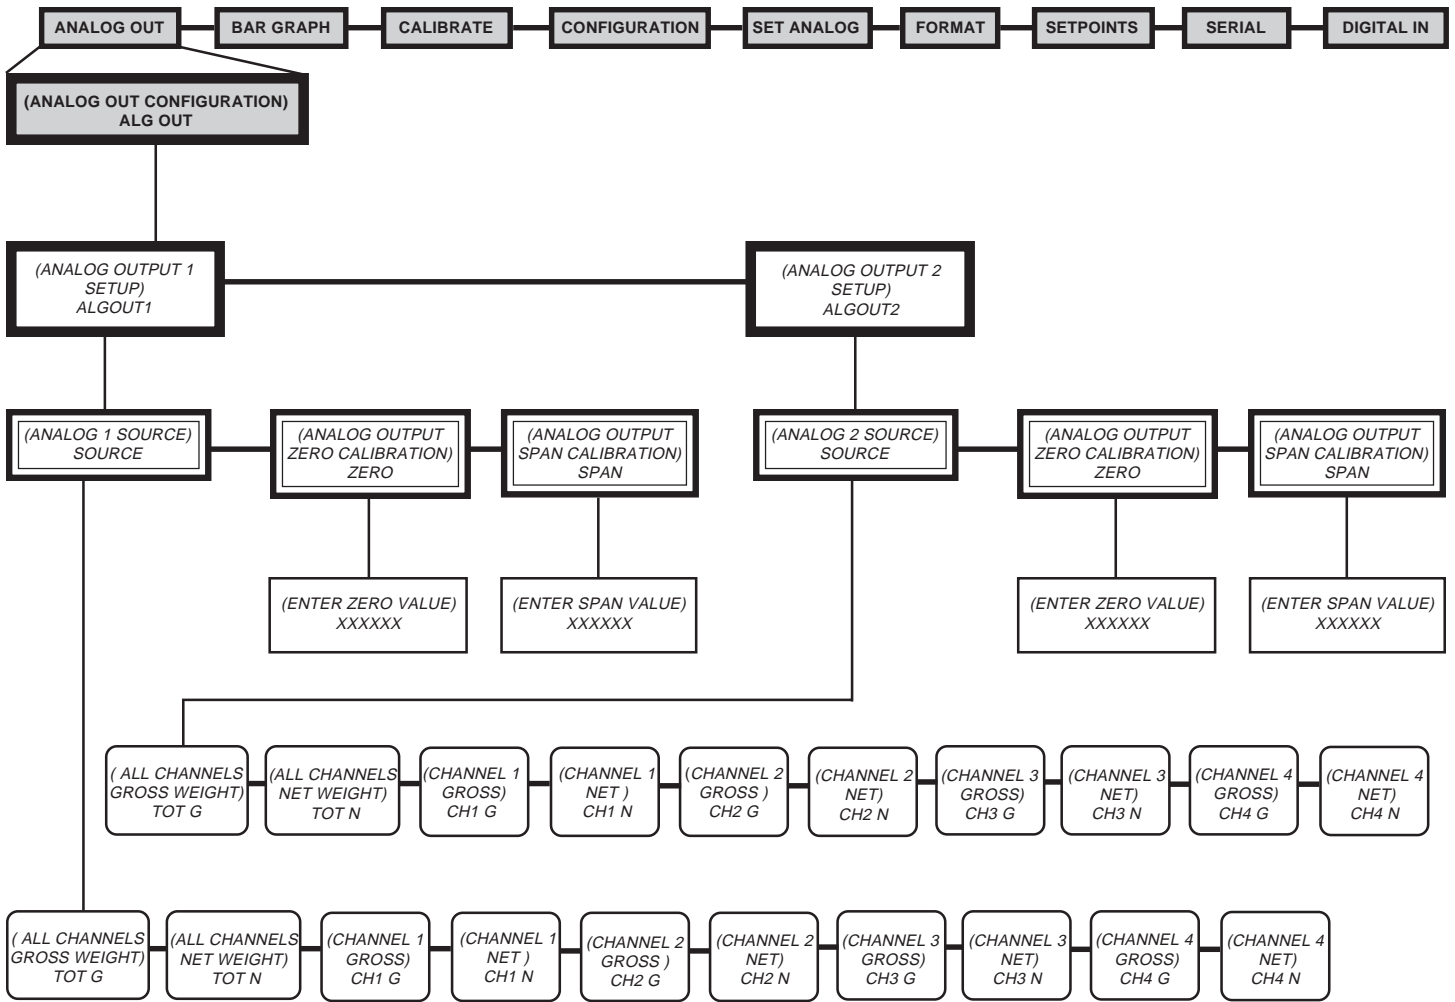 ANALOG OUT
BAR GRAPH
CALIBRATE
CONFIGURATION
SET ANALOG
FORMAT
SETPOINTS
SERIAL
DIGITAL IN
(ANALOG OUT CONFIGURATION)
ALG OUT
(ANALOG OUTPUT 1
SETUP)
ALGOUT1
(ANALOG OUTPUT 2
SETUP)
ALGOUT2
(ANALOG 1 SOURCE)
SOURCE
(ANALOG OUTPUT
ZERO CALIBRATION)
ZERO
(ANALOG OUTPUT
SPAN CALIBRATION)
SPAN
(ANALOG 2 SOURCE)
SOURCE
(ANALOG OUTPUT
ZERO CALIBRATION)
ZERO
(ANALOG OUTPUT
SPAN CALIBRATION)
SPAN
(ENTER ZERO VALUE)
XXXXXX
(ENTER SPAN VALUE)
XXXXXX
(ENTER ZERO VALUE)
XXXXXX
(ENTER SPAN VALUE)
XXXXXX
( ALL CHANNELS
GROSS WEIGHT)
TOT G
(ALL CHANNELS
NET WEIGHT)
TOT N
(CHANNEL 1
GROSS)
CH1 G
(CHANNEL 1
NET )
CH1 N
(CHANNEL 2
GROSS )
CH2 G
(CHANNEL 2
NET)
CH2 N
(CHANNEL 3
GROSS)
CH3 G
(CHANNEL 3
NET)
CH3 N
(CHANNEL 4
GROSS)
CH4 G
(CHANNEL 4
NET)
CH4 N
( ALL CHANNELS
GROSS WEIGHT)
TOT G
(ALL CHANNELS
NET WEIGHT)
TOT N
(CHANNEL 1
GROSS)
CH1 G
(CHANNEL 1
NET )
CH1 N
(CHANNEL 2
GROSS )
CH2 G
(CHANNEL 2
NET)
CH2 N
(CHANNEL 3
GROSS)
CH3 G
(CHANNEL 3
NET)
CH3 N
(CHANNEL 4
GROSS)
CH4 G
(CHANNEL 4
NET)
CH4 N